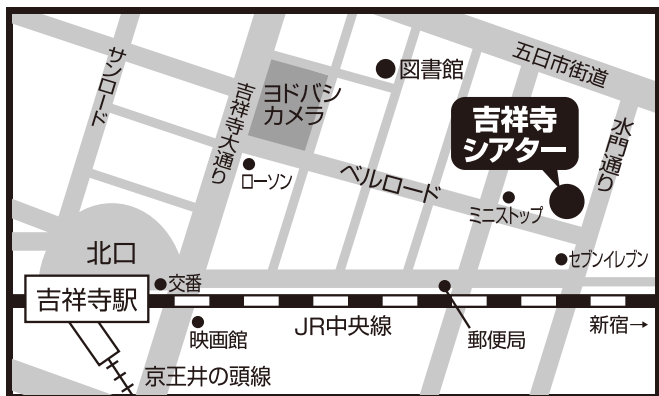 サンロード
吉祥寺大通り
ヨドバシ
カメラ
図書館
五日市街道
吉祥寺
シアター
水門通り
ローソン
ベルロード
ミニストップ
北口
交番
セブンイレブン
吉祥寺駅
映画館
JR中央線
郵便局
新宿→
京王井の頭線